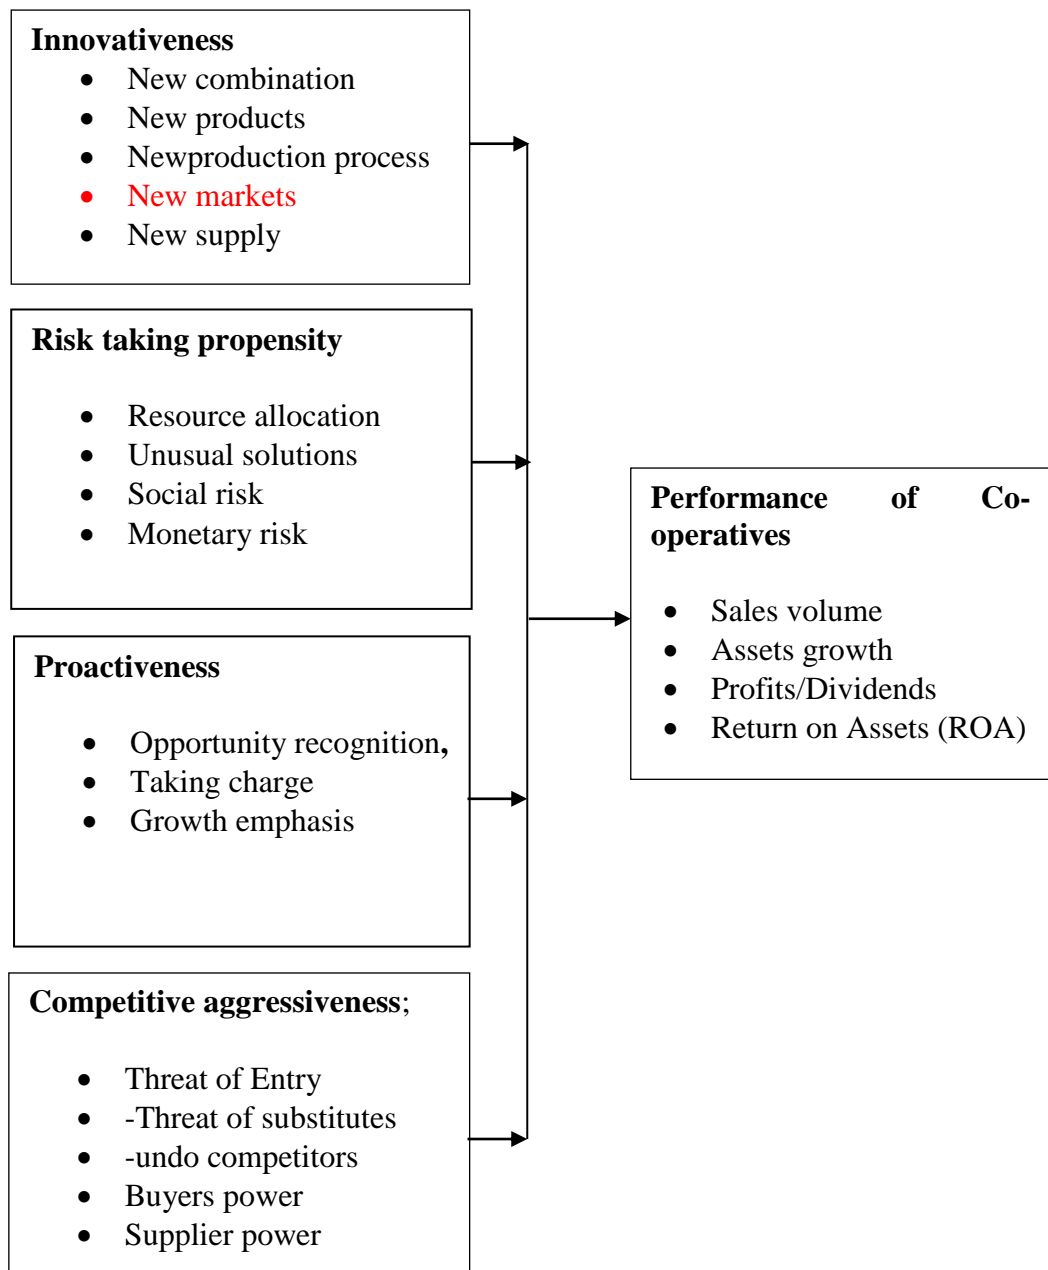 Innovativeness
• New combination
• New products
• Newproduction process
• New markets
• New supply
Risk taking propensity
• Resource allocation
• Unusual solutions
• Social risk
• Monetary risk
Proactiveness
• Opportunity recognition,
• Taking charge
• Growth emphasis
Competitive aggressiveness;
• Threat of Entry
• -Threat of substitutes
• -undo competitors
• Buyers power
• Supplier power
Performance of Co-
operatives
• Sales volume
• Assets growth
• Profits/Dividends
• Return on Assets (ROA)